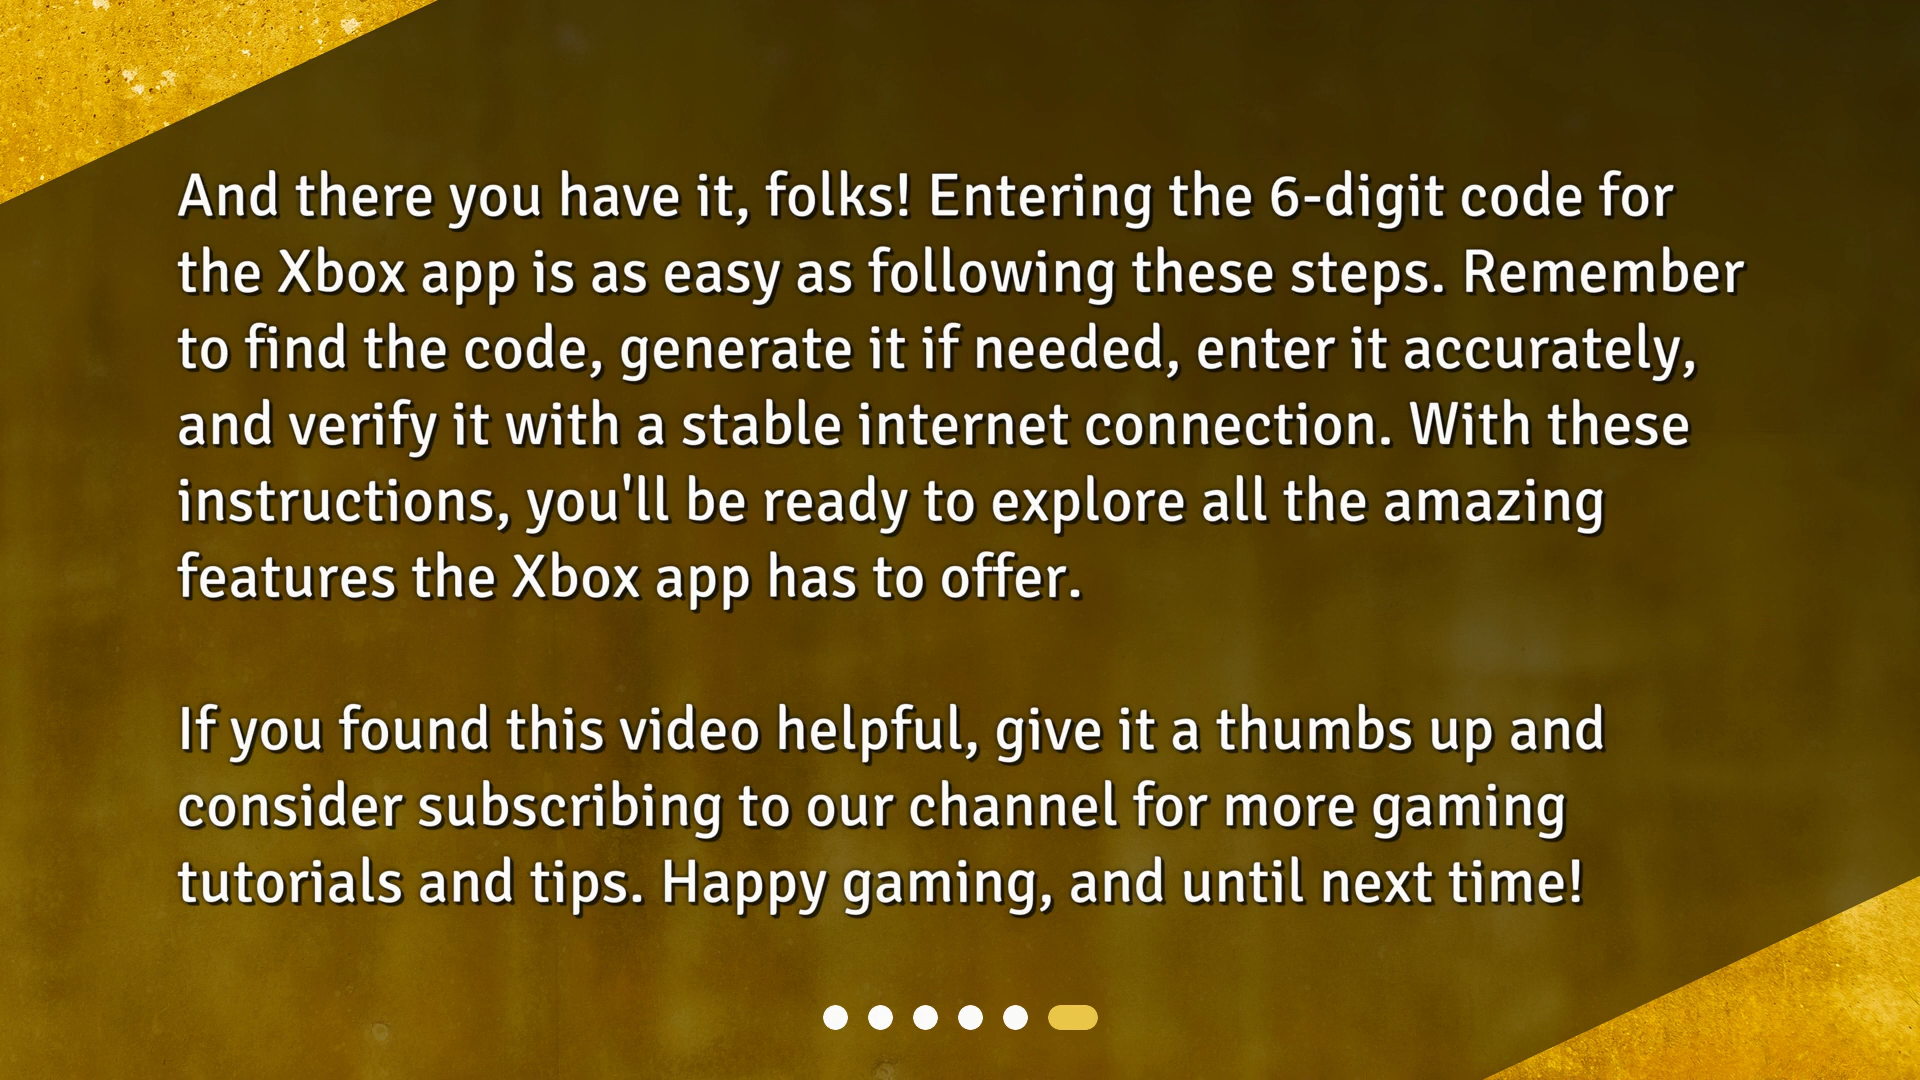 And there you have it, folks! Entering the 6-digit code for
the Xbox app is as easy as following these steps. Remember
to find the code, generate it if needed, enter it accurately,
and verify it with a stable internet connection. With these
instructions, you'll be ready to explore all the amazing
features the Xbox app has to offer.
If you found this video helpful, give it a thumbs up and
consider subscribing to our channel for more gaming
tutorials and tips. Happy gaming, and until next time!